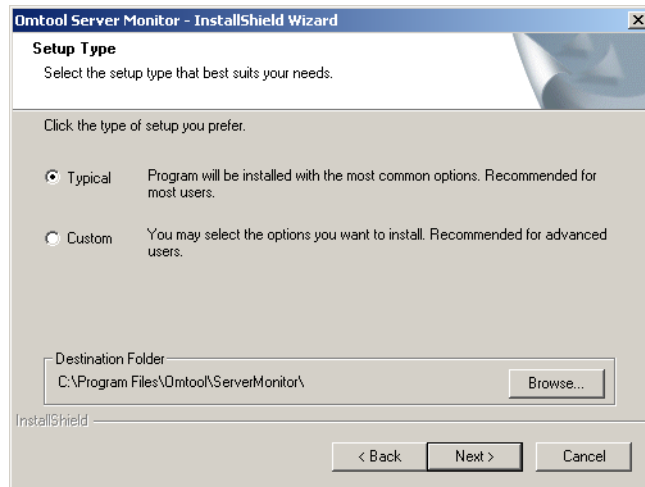 Omtool Server Monitor - InstallShield Wizard
Setup Type
Select the setup type that best suits your needs.
Click the type of setup you prefer.
Typical
Program will be installed with the most common options. Recommended for
most users.
Custom
You may select the options you want to install. Recommended for advanced
users.
Destination Folder
C:\Program Files\Omtool\ServerMonitor\
Browse...
InstallShield
< Back
Next >
Cancel